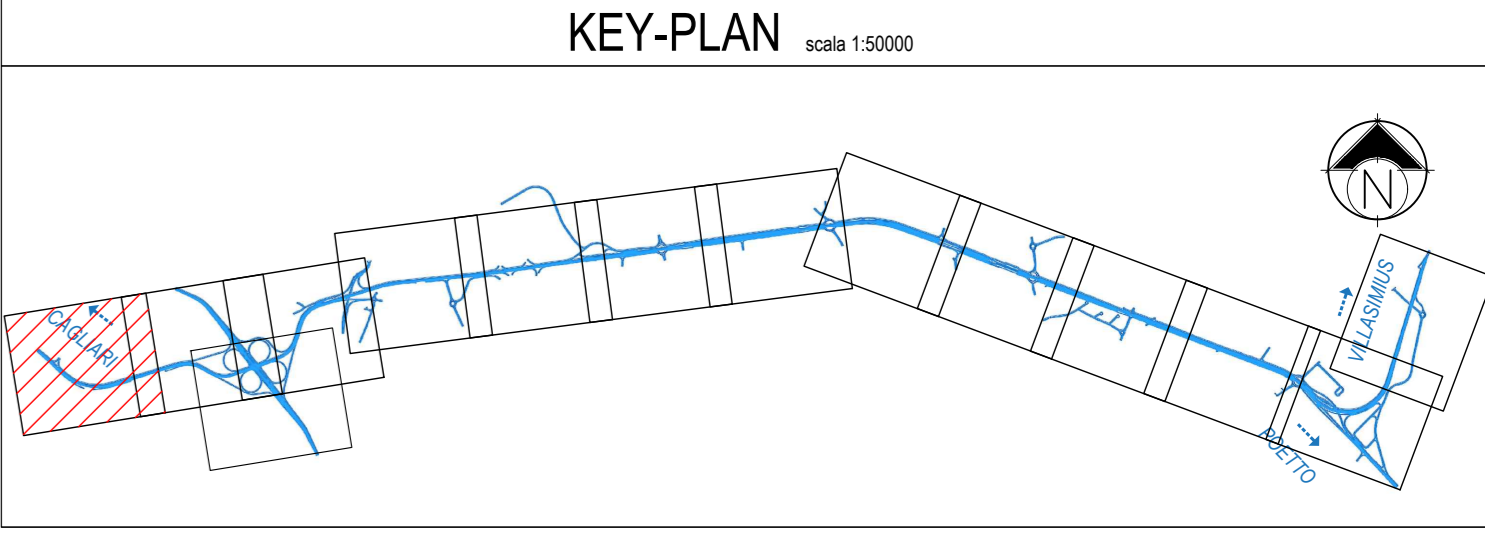 KEY-PLAN scala 1:50000
N
CAGLIARI
VILLASIMIUS
POETTO